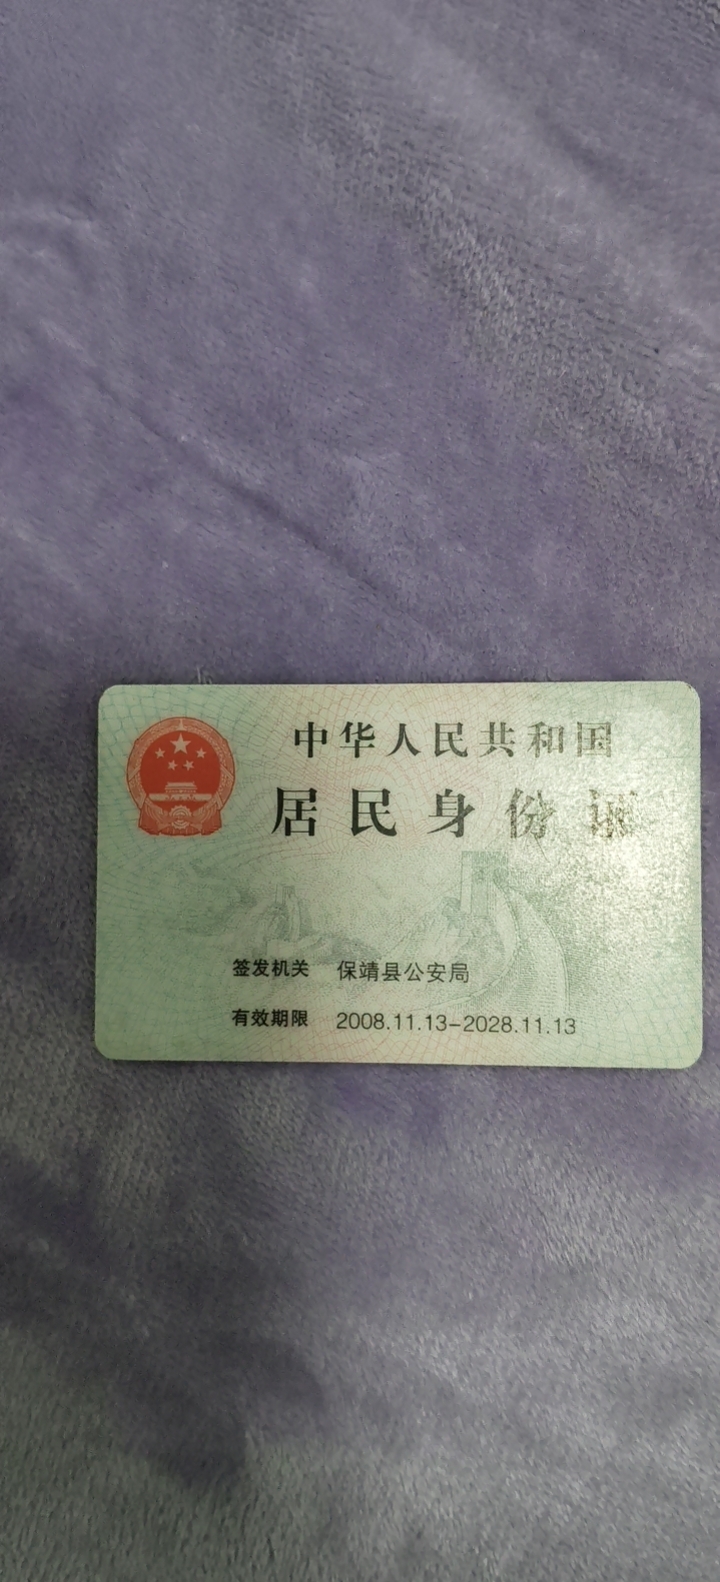 中华人民共和国
居民身份证
签发机关 保靖县公安局
有效期限 2008.11.13-2028.11.13